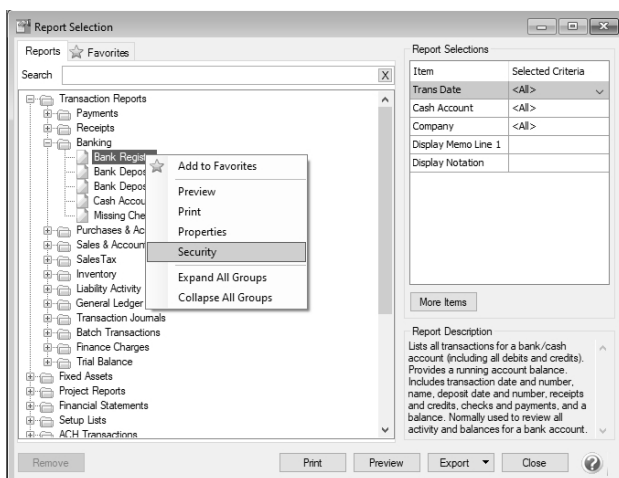 Report Selection
Reports Favorites
Search X
Transaction Reports
Payments
Receipts
Banking
Bank Register
Bank Depos
Bank Depos
Cash Accou
Missing Che
Purchases & Ac
Sales & Accoun
Sales Tax
Inventory
Liability Activity
General Ledger
Transaction Journals
Batch Transactions
Finance Charges
Trial Balance
Fixed Assets
Project Reports
Financial Statements
Setup Lists
ACH Transactions
Add to Favorites
Preview
Print
Properties
Security
Expand All Groups
Collapse All Groups
Report Selections
Item Selected Criteria
Trans Date <All>
Cash Account <All>
Company <All>
Display Memo Line 1
Display Notation
More Items
Report Description
Lists all transactions for a bank/cash
account (including all debits and credits).
Provides a running account balance.
Includes transaction date and number,
name, deposit date and number, receipts
and credits, checks and payments, and a
balance. Normally used to review all
activity and balances for a bank account.
Remove Print Preview Export Close ?